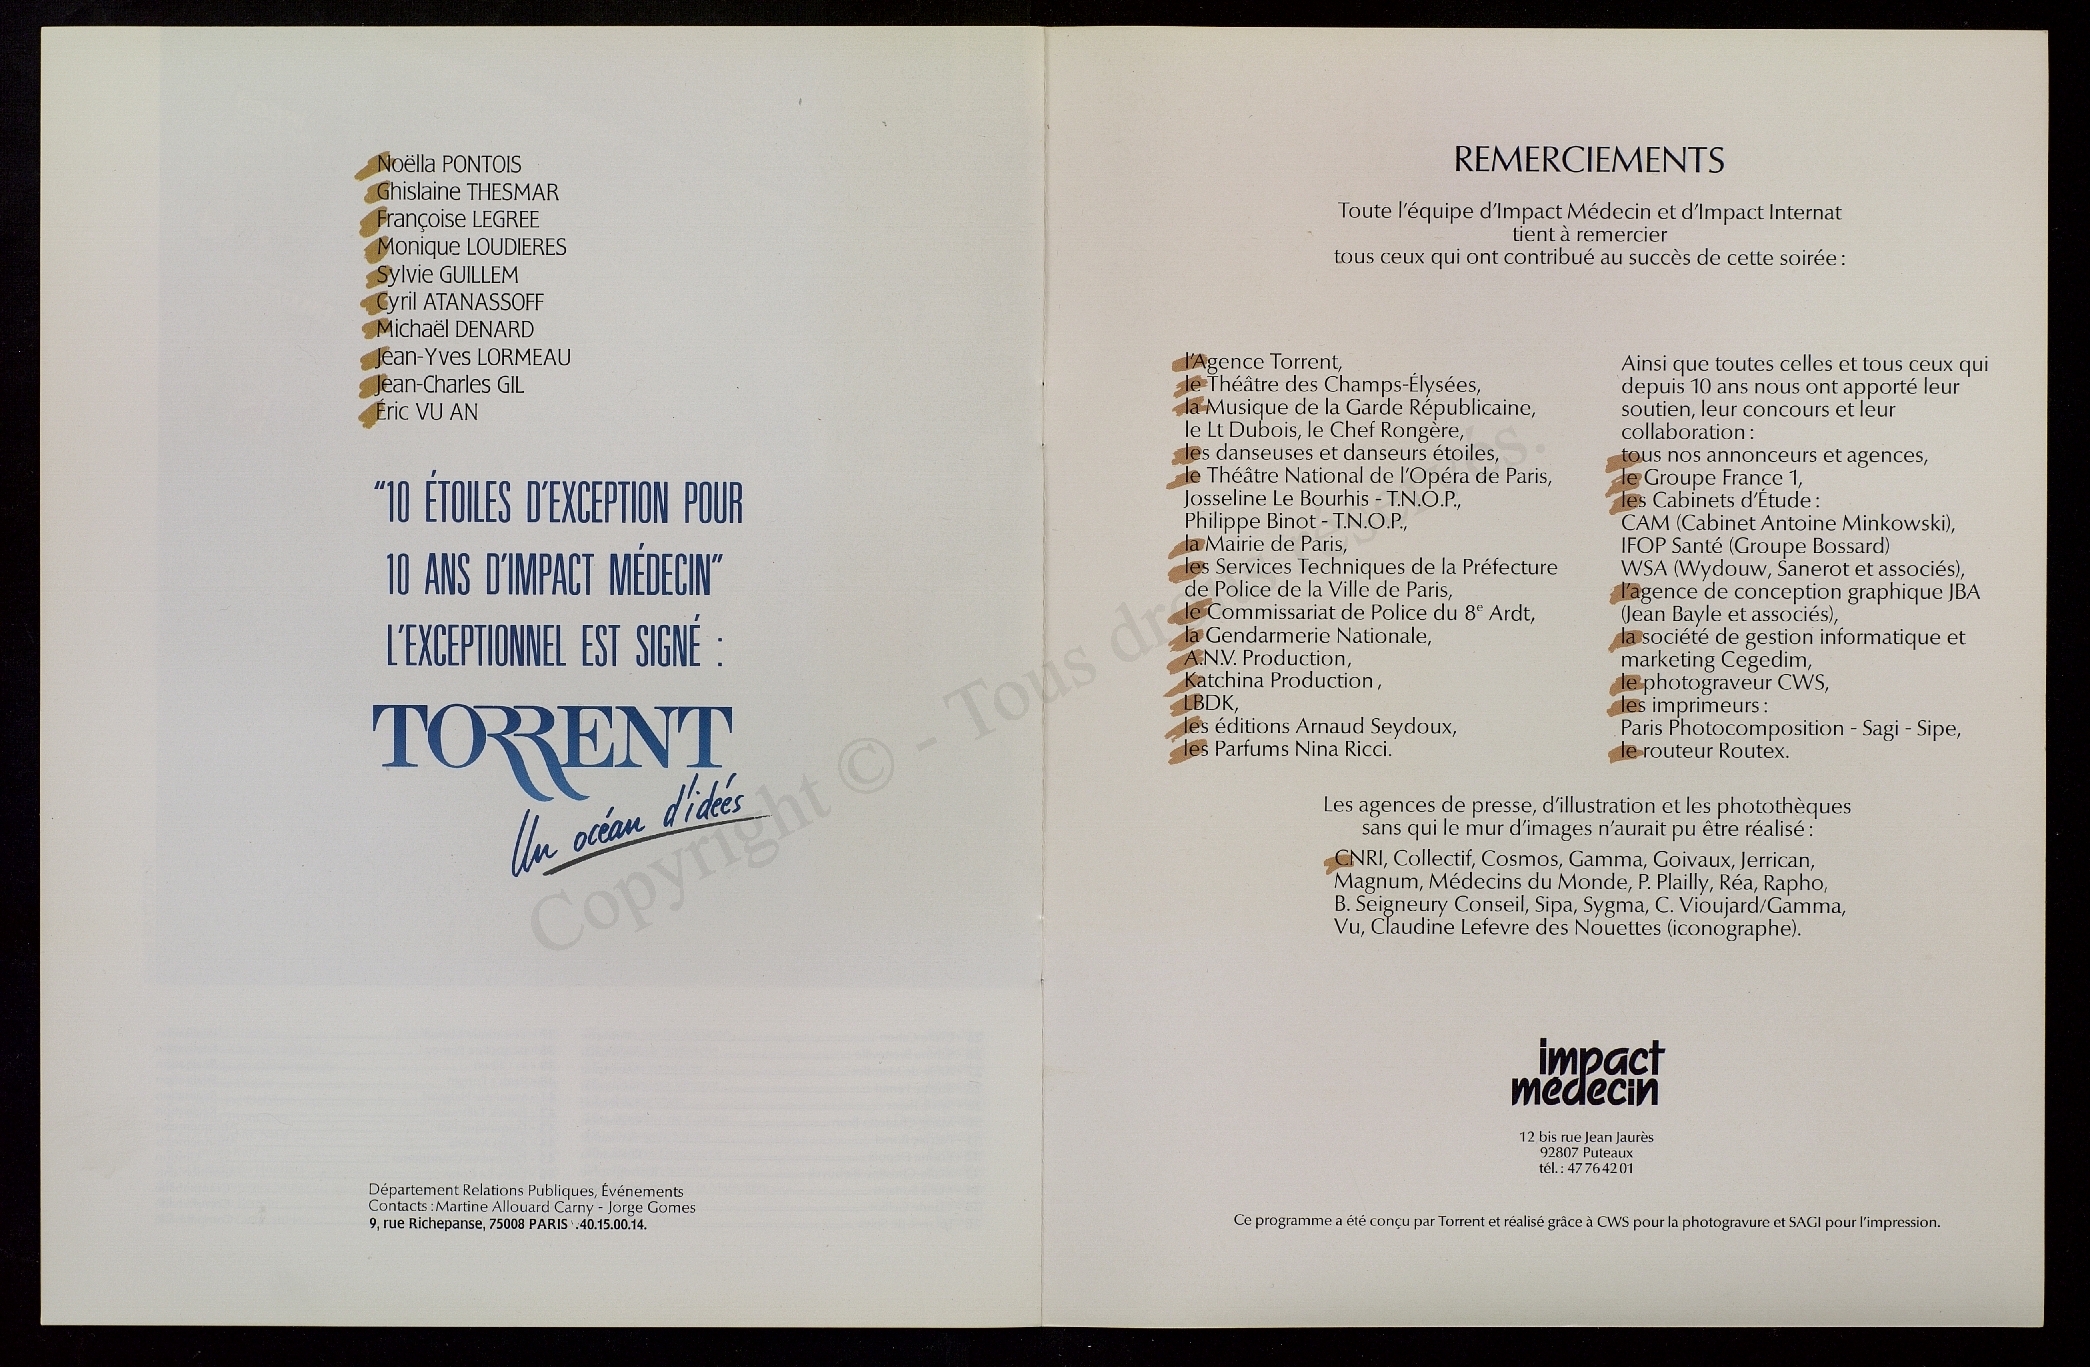 Noëlla PONTOIS
Ghislaine THESMAR
Françoise LEGREE
Monique LOUDIERES
Sylvie GUILLEM
Cyril ATANASSOFF
Michaël DENARD
Jean-Yves LORMEAU
Jean-Charles GIL
Éric VU AN
“10 ÉTOILES D'EXCEPTION POUR
10 ANS D'IMPACT MÉDECIN”
L'EXCEPTIONNEL EST SIGNÉ :
TORRENT
Un océan d'idées
Département Relations Publiques, Événements
Contacts : Martine Allouard Carny - Jorge Gomes
9, rue Richepanse, 75008 PARIS .40.15.00.14.
REMERCIEMENTS
Toute l'équipe d'Impact Médecin et d'Impact Internat
tient à remercier
tous ceux qui ont contribué au succès de cette soirée :
l'Agence Torrent,
le Théâtre des Champs-Élysées,
la Musique de la Garde Républicaine,
le Lt Dubois, le Chef Rongère,
les danseuses et danseurs étoiles,
le Théâtre National de l'Opéra de Paris,
Josseline Le Bourhis - T.N.O.P.,
Philippe Binot - T.N.O.P.,
la Mairie de Paris,
les Services Techniques de la Préfecture
de Police de la Ville de Paris,
le Commissariat de Police du 8e Ardt,
la Gendarmerie Nationale,
A.N.V. Production,
Katchina Production,
LBDK,
les éditions Arnaud Seydoux,
les Parfums Nina Ricci.
Ainsi que toutes celles et tous ceux qui
depuis 10 ans nous ont apporté leur
soutien, leur concours et leur
collaboration :
tous nos annonceurs et agences,
le Groupe France 1,
les Cabinets d'Étude :
CAM (Cabinet Antoine Minkowski),
IFOP Santé (Groupe Bossard)
WSA (Wydouw, Sanerot et associés),
l'agence de conception graphique JBA
(Jean Bayle et associés),
la société de gestion informatique et
marketing Cegedim,
le photograveur CWS,
les imprimeurs :
Paris Photocomposition - Sagi - Sipe,
le routeur Routex.
Les agences de presse, d'illustration et les photothèques
sans qui le mur d'images n'aurait pu être réalisé :
CNRI, Collectif, Cosmos, Gamma, Goivaux, Jerrican,
Magnum, Médecins du Monde, P. Plailly, Réa, Rapho,
B. Seigneury Conseil, Sipa, Sygma, C. Vioujard/Gamma,
Vu, Claudine Lefevre des Nouettes (iconographe).
impact
médecin
12 bis rue Jean Jaurès
92807 Puteaux
tél. : 47 76 42 01
Ce programme a été conçu par Torrent et réalisé grâce à CWS pour la photogravure et SAGI pour l'impression.
Copyright © - Tous droits réservés.